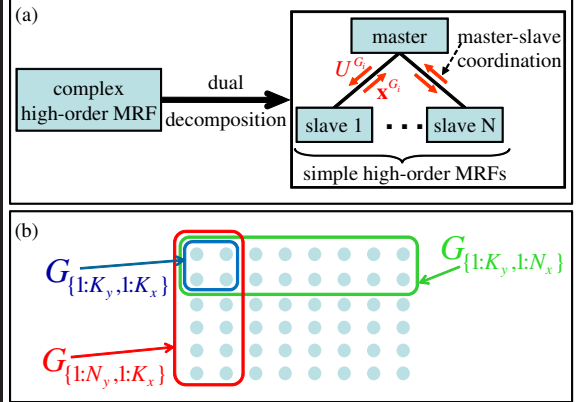 (a)
master
master-slave
coordination
U^{G_i}
x^{G_i}
complex
high-order MRF
dual
decomposition
slave 1
...
slave N
simple high-order MRFs
(b)
G_{\{1:K_y,1:K_x\}}
G_{\{1:K_y,1:N_x\}}
G_{\{1:N_y,1:K_x\}}